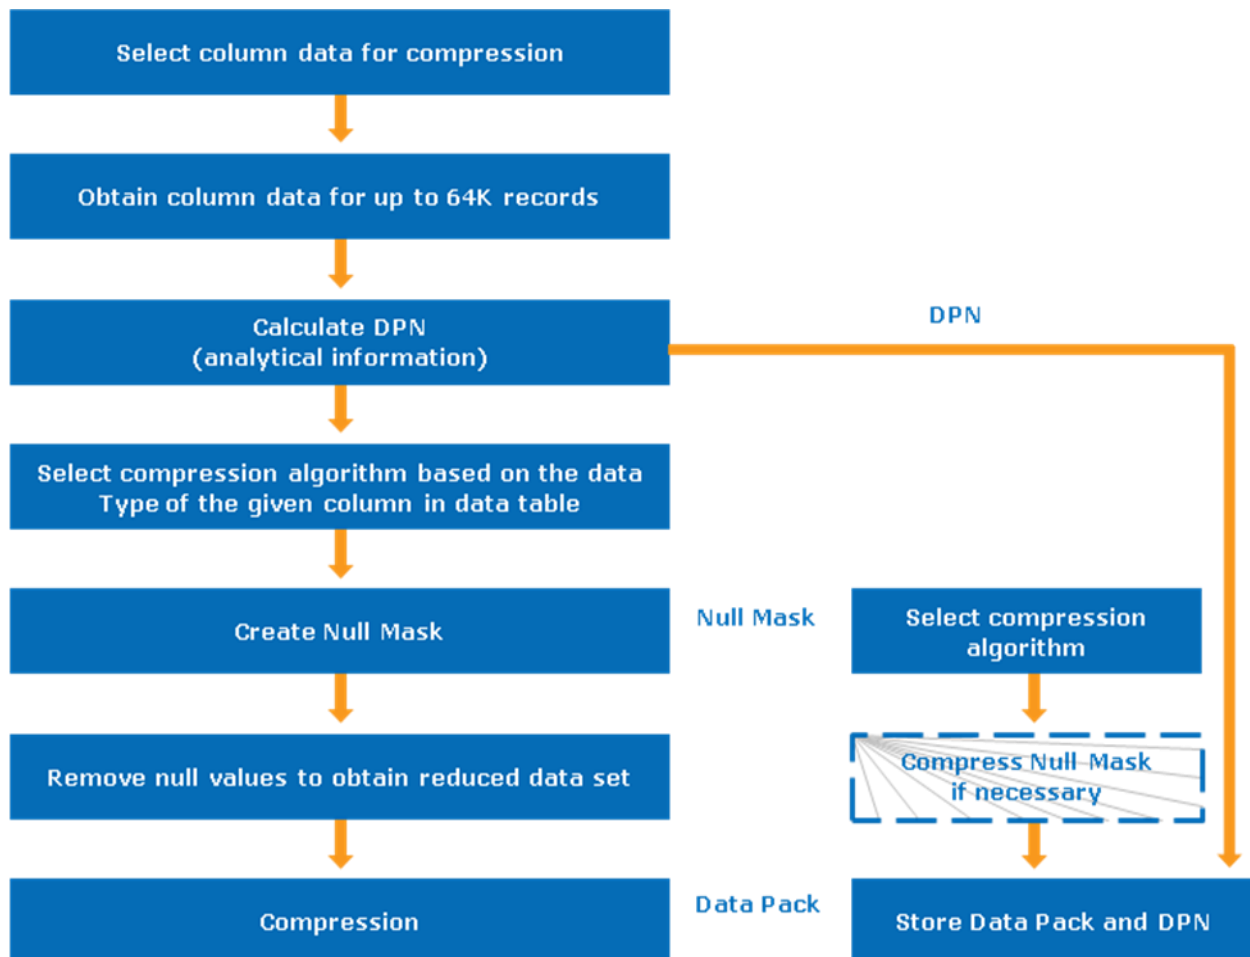 Select column data for compression
Obtain column data for up to 64K records
Calculate DPN
(analytical information)
DPN
Select compression algorithm based on the data
Type of the given column in data table
Create Null Mask
Null Mask
Select compression
algorithm
Remove null values to obtain reduced data set
Compress Null Mask
if necessary
Compression
Data Pack
Store Data Pack and DPN